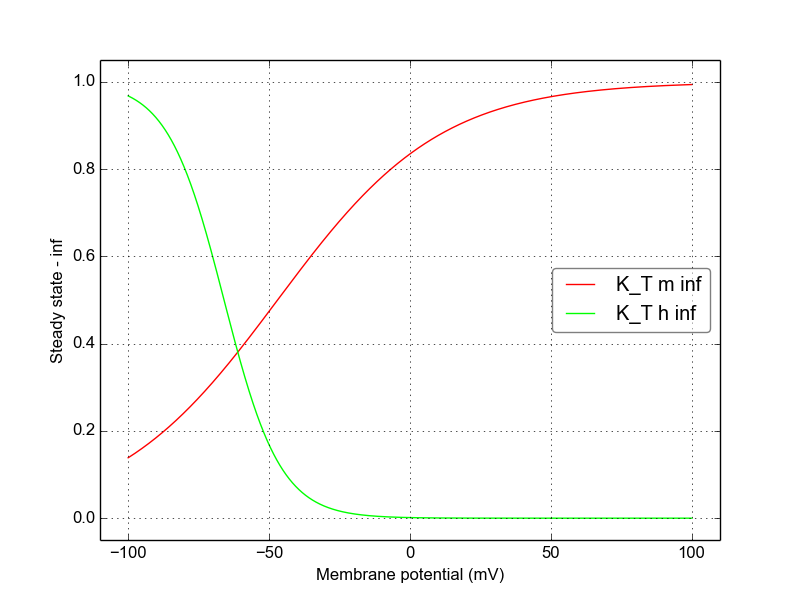 1.0
0.8
0.6
0.4
0.2
0.0
Steady state - inf
K_T m inf
K_T h inf
−100
−50
0
50
100
Membrane potential (mV)